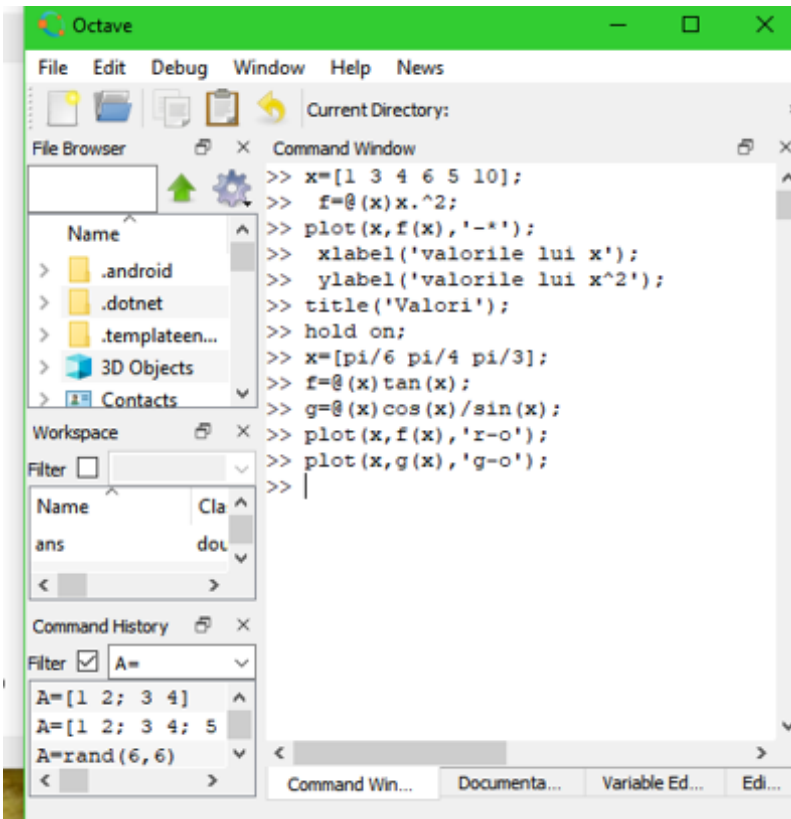 Octave
File Edit Debug Window Help News
Current Directory:
File Browser
Name
.android
.dotnet
.templateen...
3D Objects
Contacts
Workspace
Filter
Name Cla
ans dou
Command History
Filter A=
A=[1 2; 3 4]
A=[1 2; 3 4; 5
A=rand(6,6)
Command Window
>> x=[1 3 4 6 5 10];
>>  f=@(x)x.^2;
>> plot(x,f(x),'-*');
>>  xlabel('valorile lui x');
>>  ylabel('valorile lui x^2');
>> title('Valori');
>> hold on;
>> x=[pi/6 pi/4 pi/3];
>> f=@(x)tan(x);
>> g=@(x)cos(x)/sin(x);
>> plot(x,f(x),'r-o');
>> plot(x,g(x),'g-o');
>>
Command Win... Documenta... Variable Ed... Edi...